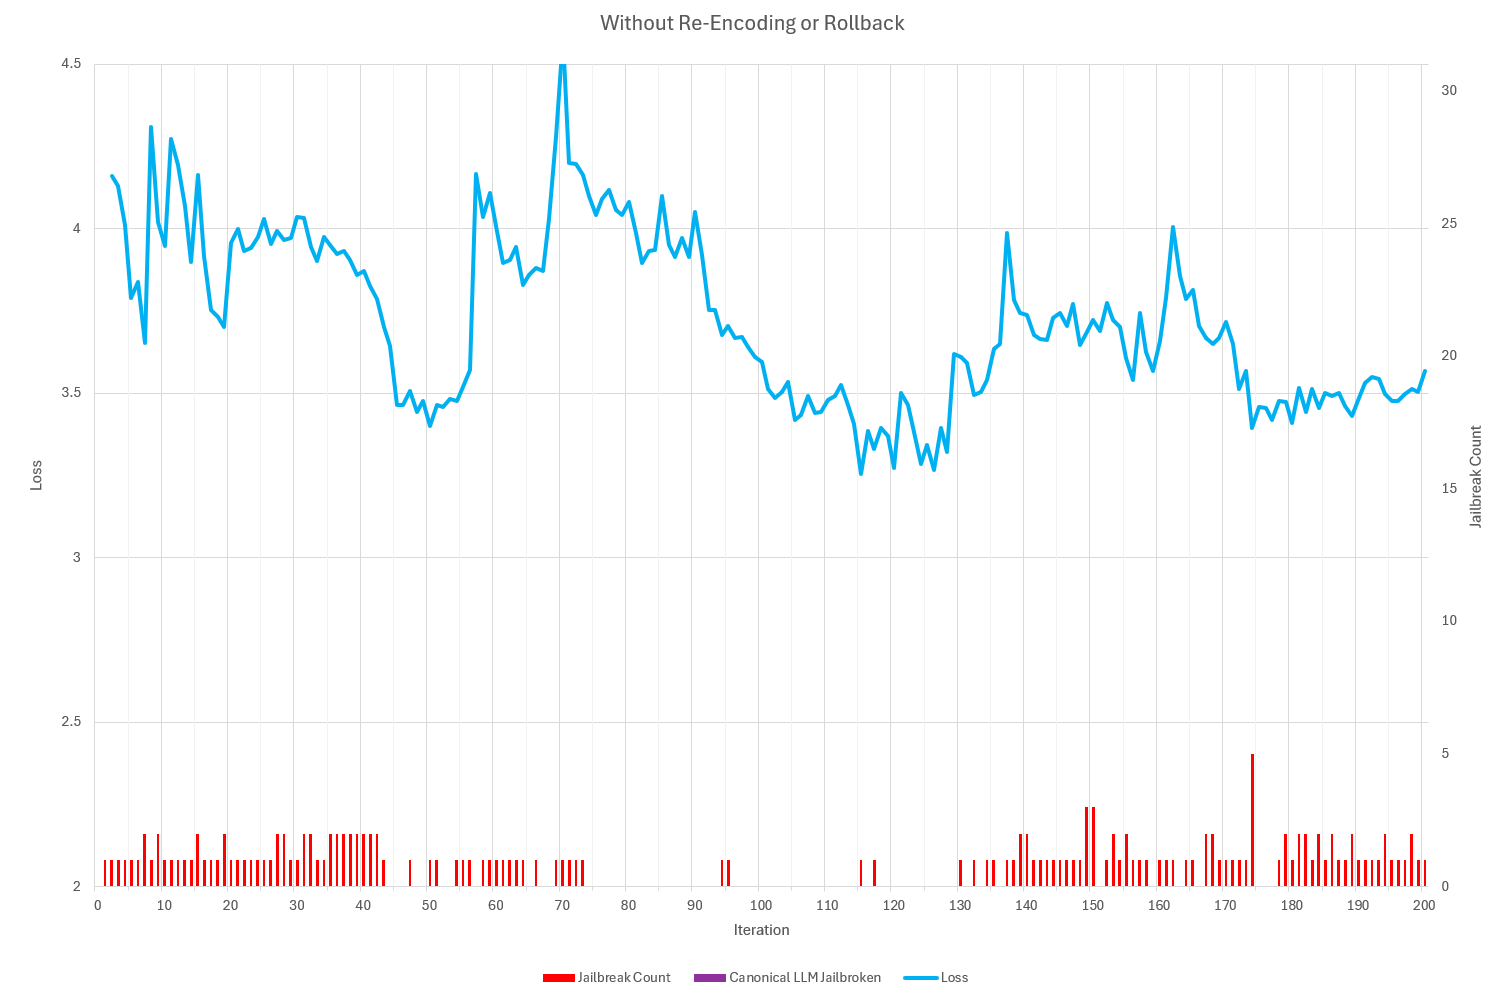 Without Re-Encoding or Rollback
4.5
4
3.5
3
2.5
2
Loss
30
25
20
15
10
5
0
Jailbreak Count
0 10 20 30 40 50 60 70 80 90 100 110 120 130 140 150 160 170 180 190 200
Iteration
Jailbreak Count Canonical LLM Jailbroken Loss